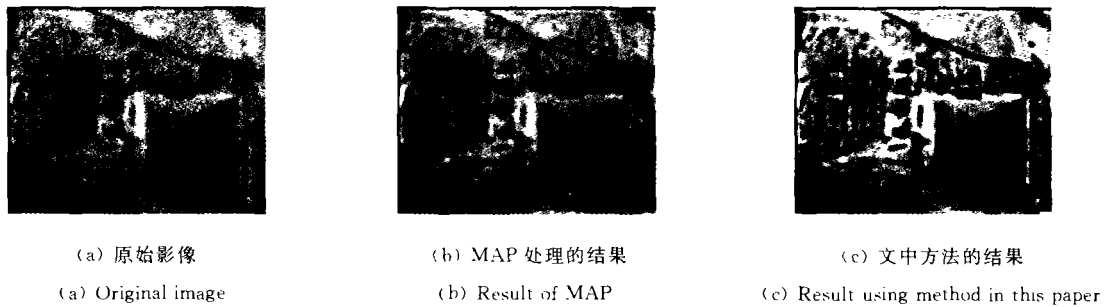 (a) 原始影像
(b) MAP 处理的结果
(c) 文中方法的结果
(a) Original image
(b) Result of MAP
(c) Result using method in this paper